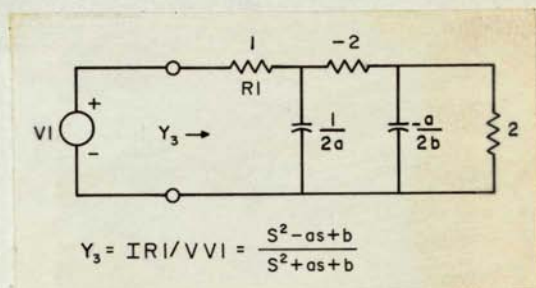 1
-2
R1
+
V1
-
Y₃ →
1/2a
-a/2b
2
Y₃ = IR1/VV1 = (S²-as+b)/(S²+as+b)